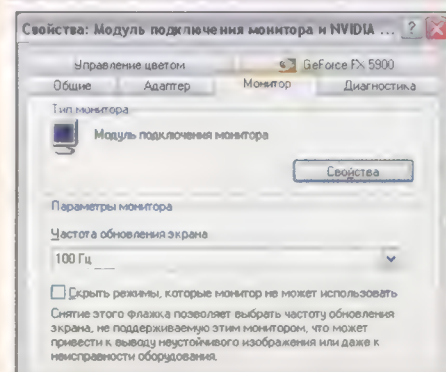 Свойства: Модуль подключения монитора и NVIDIA ...
Управление цветом GeForce FX 5900
Общие Адаптер Монитор Диагностика
Тип монитора
Модуль подключения монитора
Свойства
Параметры монитора
Частота обновления экрана
100 Гц
Скрыть режимы, которые монитор не может использовать
Снятие этого флажка позволяет выбрать частоту обновления
экрана, не поддерживаемую этим монитором, что может
привести к выводу неустойчивого изображения или даже к
неисправности оборудования.